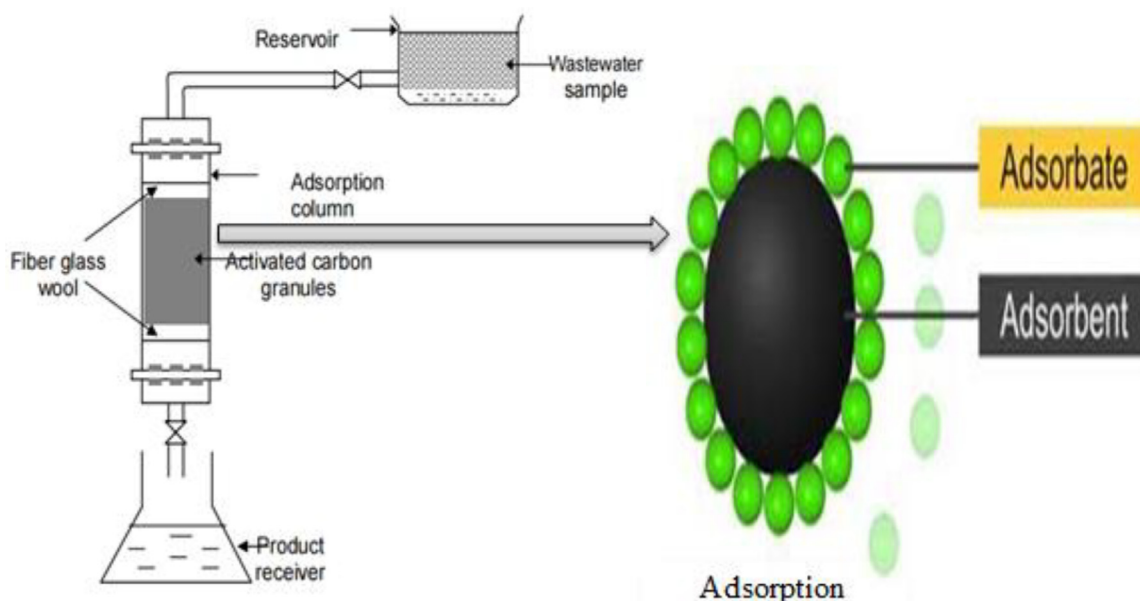 Reservoir
Wastewater
sample
Adsorption
column
Fiber glass
wool
Activated carbon
granules
Product
receiver
Adsorbate
Adsorbent
Adsorption